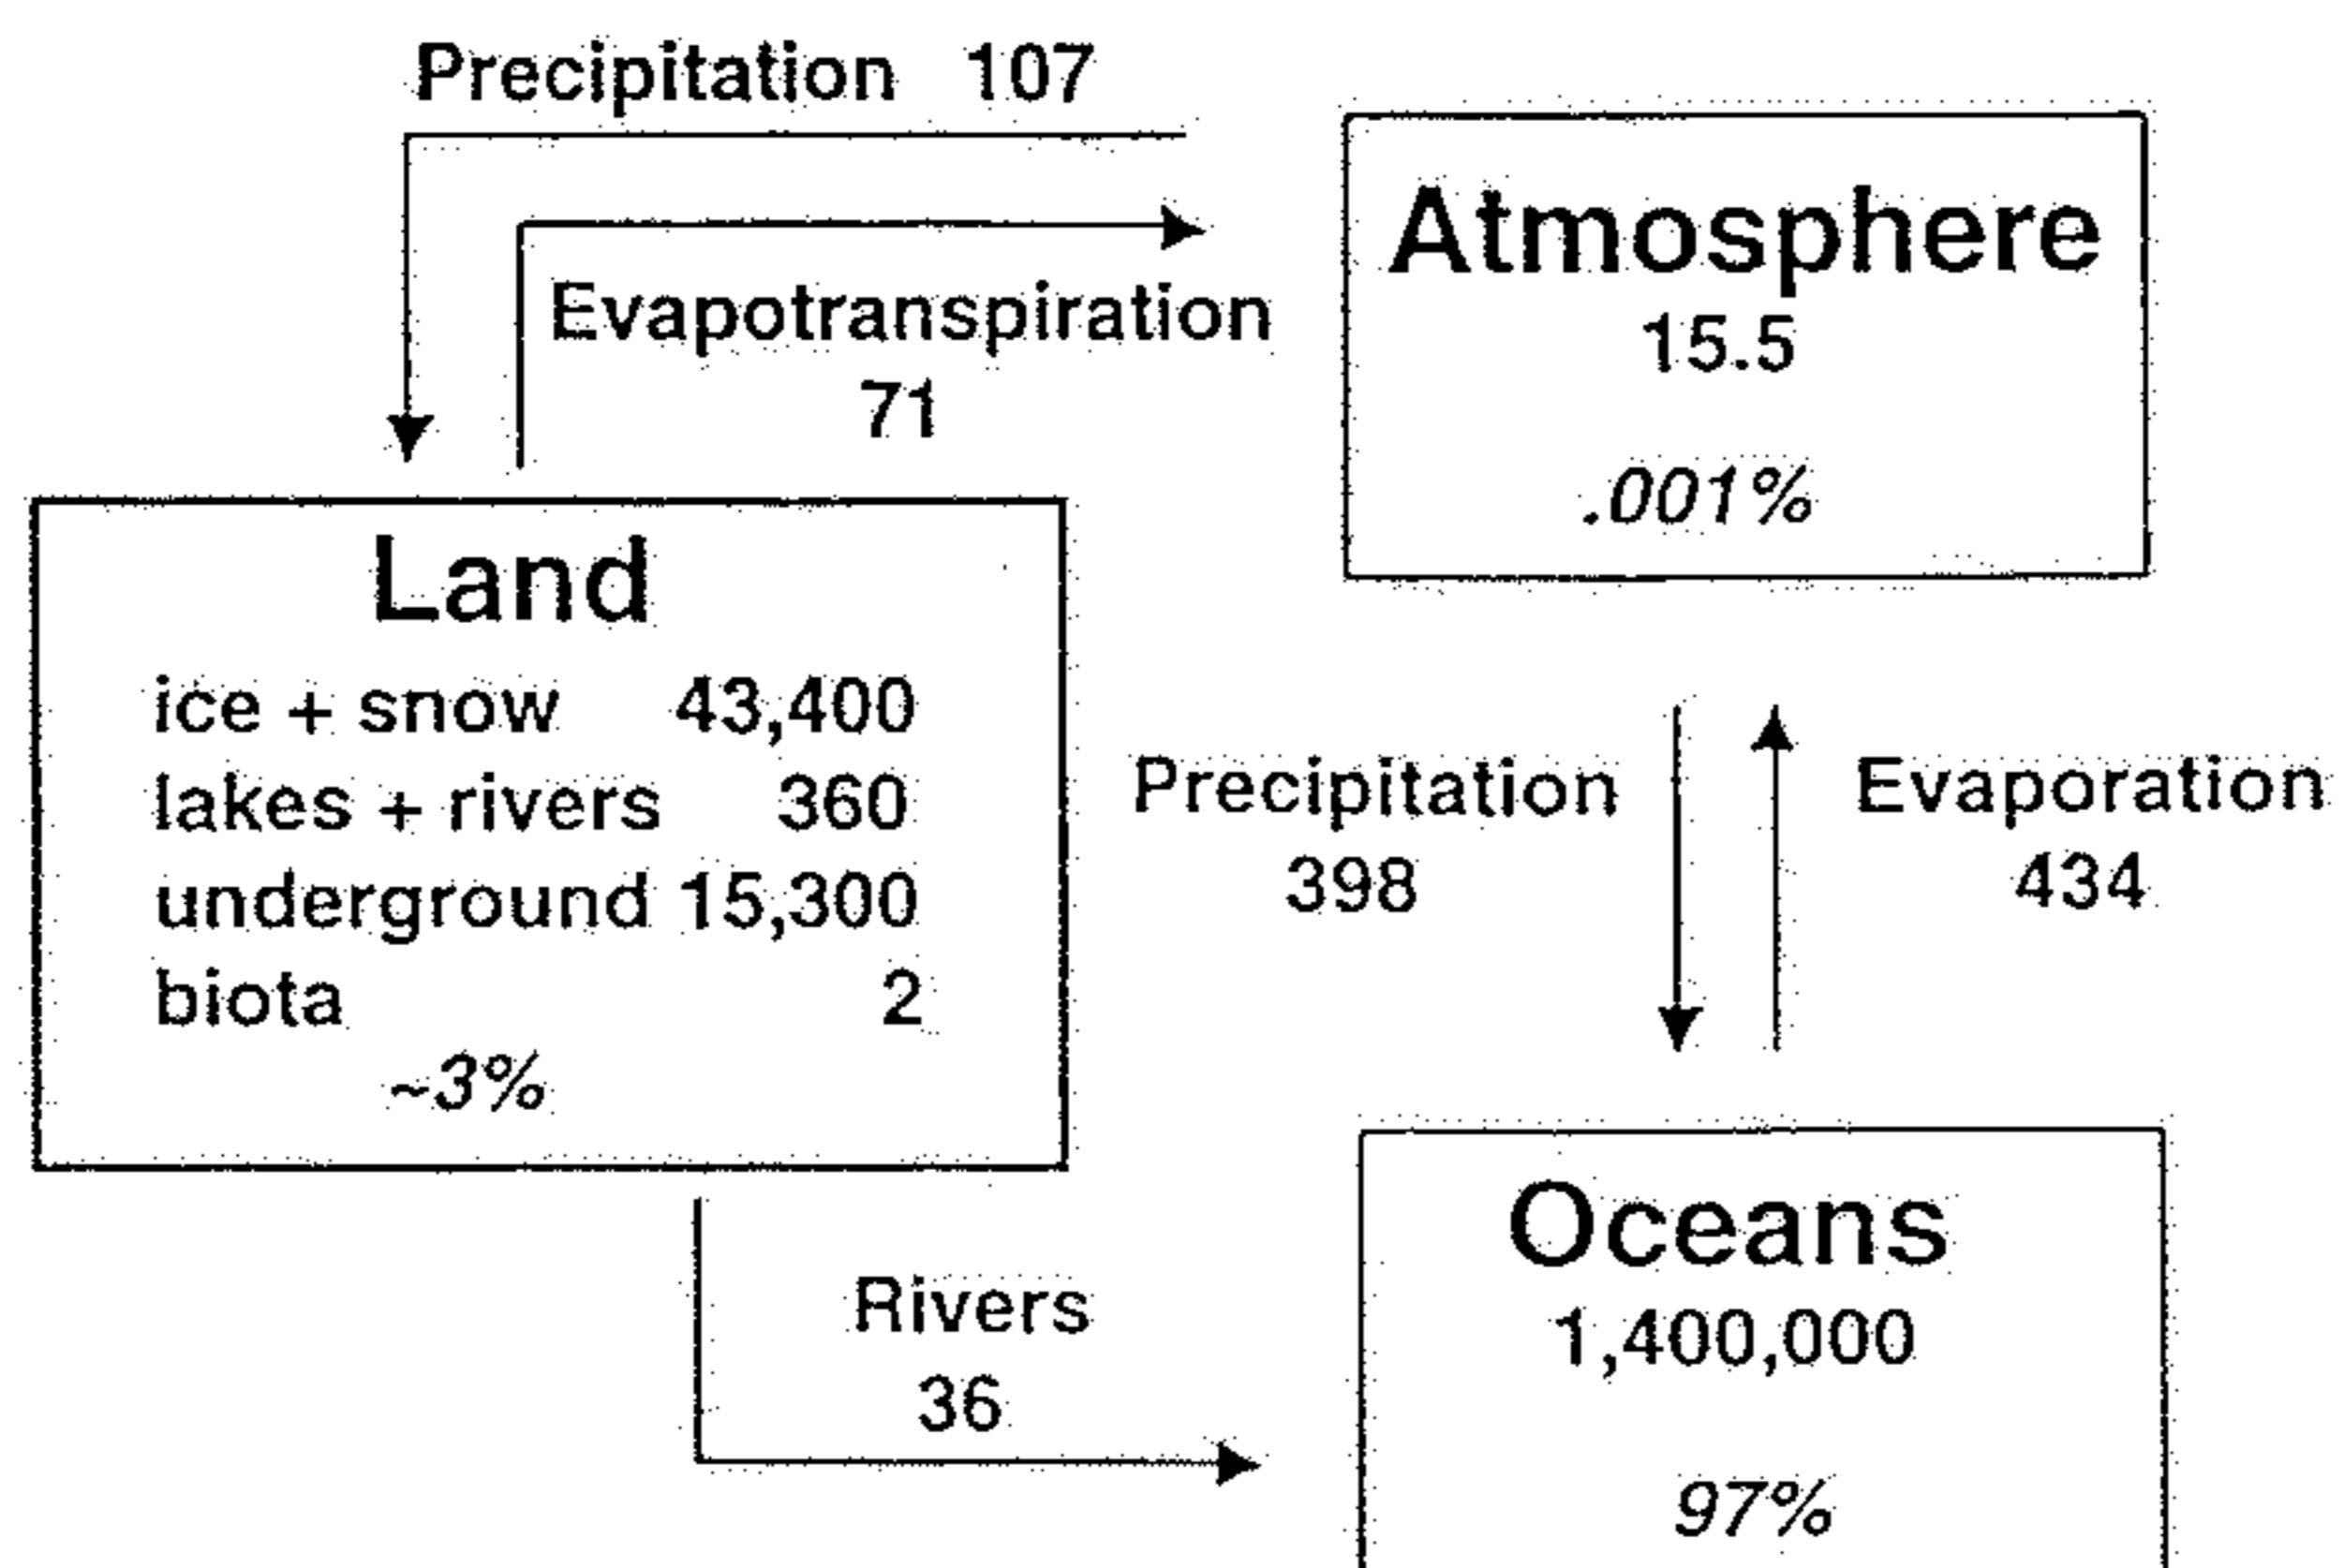 Precipitation 107
Evapotranspiration
71
Atmosphere
15.5
.001%
Land
ice + snow 43,400
lakes + rivers 360
underground 15,300
biota 2
~3%
Precipitation
398
Evaporation
434
Rivers
36
Oceans
1,400,000
97%